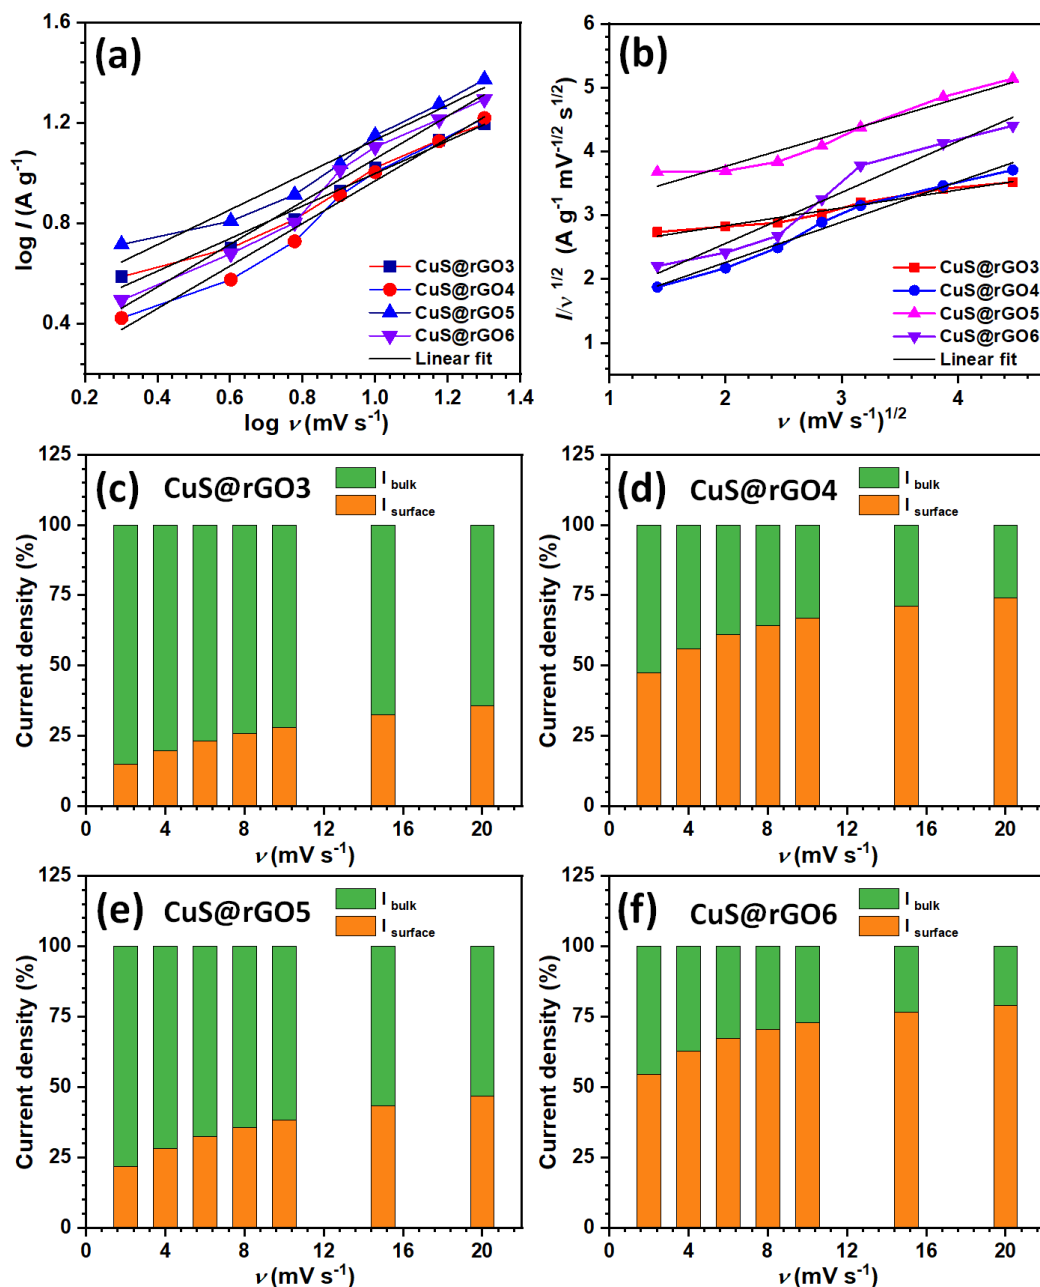 (a)
log I (A g⁻¹)
1.6
1.2
0.8
0.4
CuS@rGO3
CuS@rGO4
CuS@rGO5
CuS@rGO6
Linear fit
0.2 0.4 0.6 0.8 1.0 1.2 1.4
log ν (mV s⁻¹)
(b)
I/ν ¹/² (A g⁻¹ mV⁻¹/² s¹/²)
6
5
4
3
2
1
CuS@rGO3
CuS@rGO4
CuS@rGO5
CuS@rGO6
Linear fit
1 2 3 4
ν (mV s⁻¹)¹/²
(c) CuS@rGO3
I bulk
I surface
Current density (%)
125
100
75
50
25
0
0 4 8 12 16 20
ν (mV s⁻¹)
(d) CuS@rGO4
I bulk
I surface
Current density (%)
125
100
75
50
25
0
0 4 8 12 16 20
ν (mV s⁻¹)
(e) CuS@rGO5
I bulk
I surface
Current density (%)
125
100
75
50
25
0
0 4 8 12 16 20
ν (mV s⁻¹)
(f) CuS@rGO6
I bulk
I surface
Current density (%)
125
100
75
50
25
0
0 4 8 12 16 20
ν (mV s⁻¹)